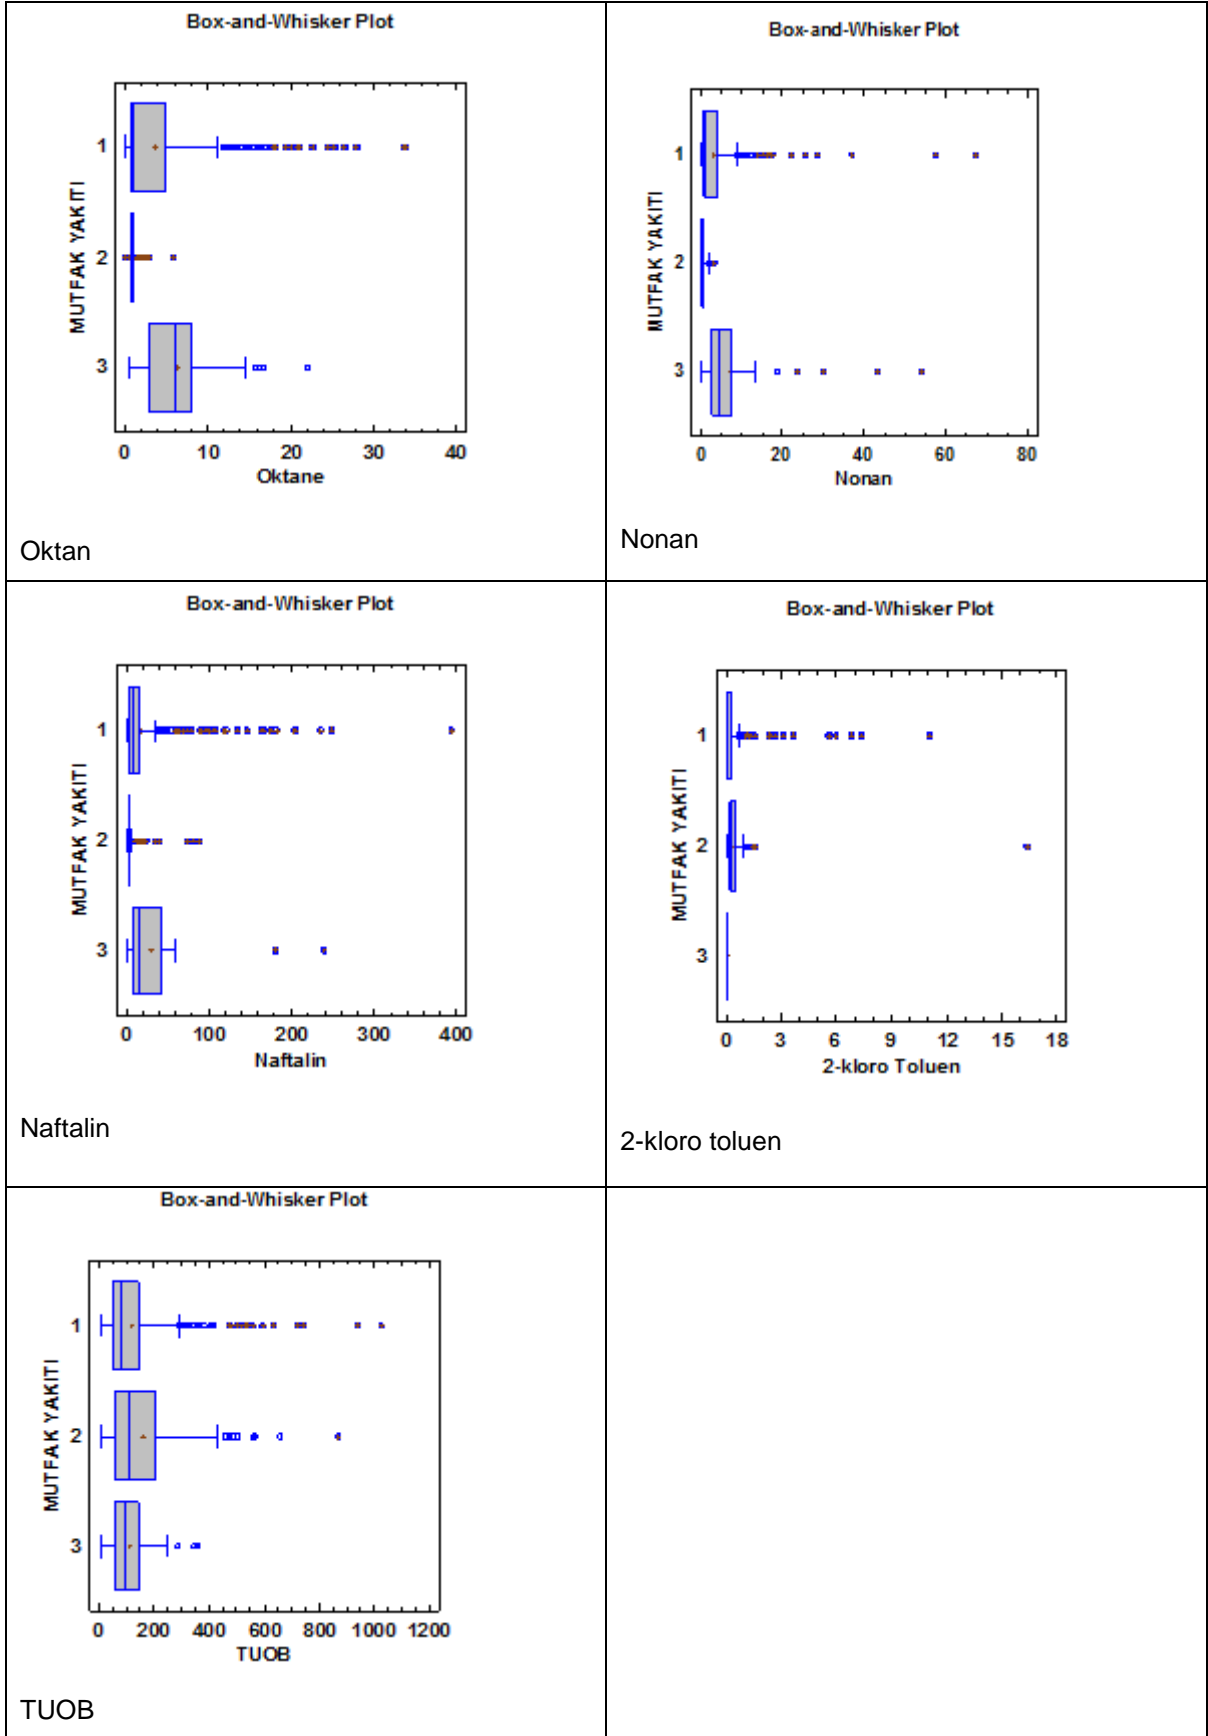 Box-and-Whisker Plot
MUTFAK YAKITI
1
2
3
0 10 20 30 40
Oktane
Oktan
Box-and-Whisker Plot
MUTFAK YAKITI
1
2
3
0 20 40 60 80
Nonan
Nonan
Box-and-Whisker Plot
MUTFAK YAKITI
1
2
3
0 100 200 300 400
Naftalin
Naftalin
Box-and-Whisker Plot
MUTFAK YAKITI
1
2
3
0 3 6 9 12 15 18
2-kloro Toluen
2-kloro toluen
Box-and-Whisker Plot
MUTFAK YAKITI
1
2
3
0 200 400 600 800 1000 1200
TUOB
TUOB